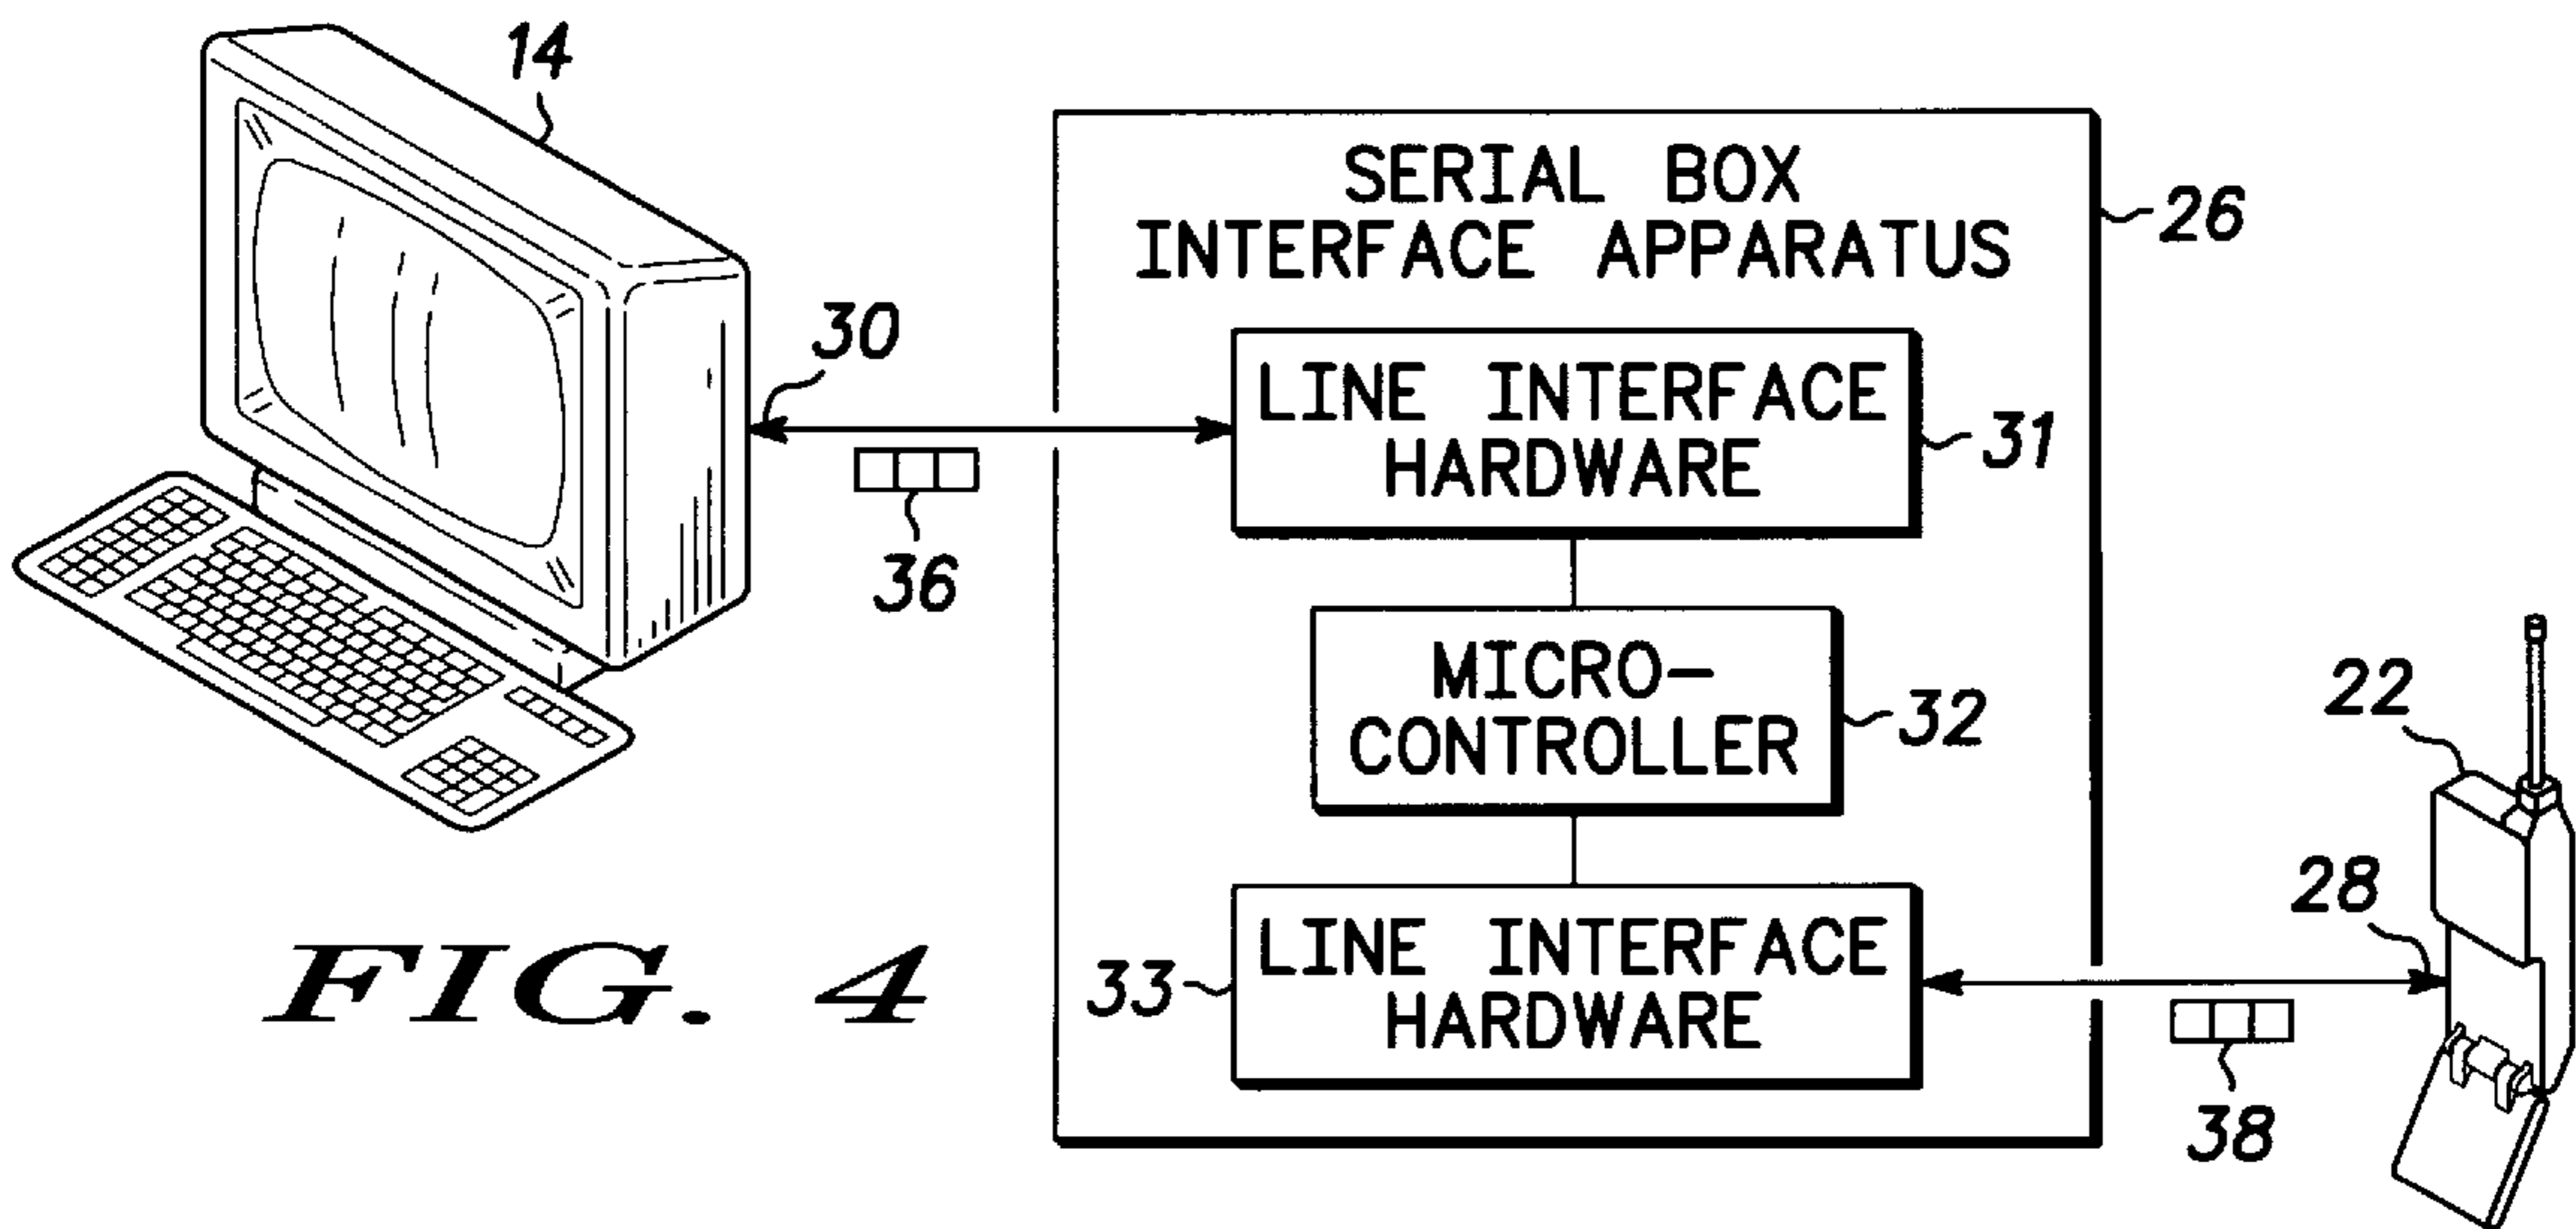 14
SERIAL BOX
INTERFACE APPARATUS
26
30
LINE INTERFACE
HARDWARE
31
36
MICRO-
CONTROLLER
32
22
28
LINE INTERFACE
HARDWARE
33
38
FIG. 4